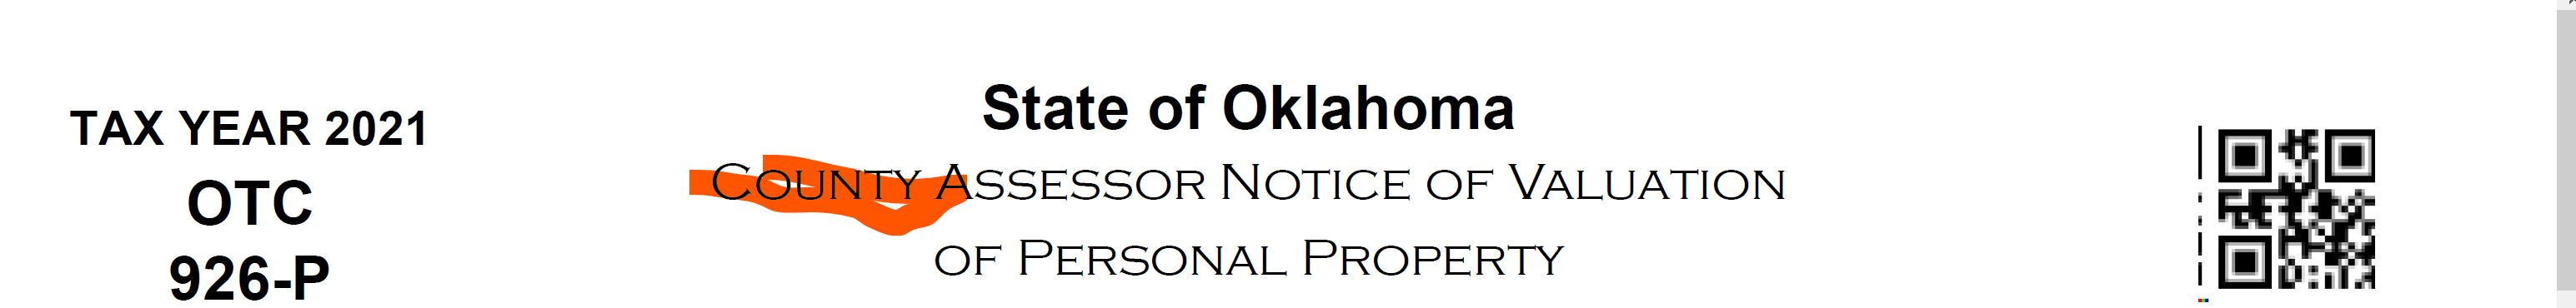 TAX YEAR 2021
OTC
926-P
State of Oklahoma
COUNTY ASSESSOR NOTICE OF VALUATION
OF PERSONAL PROPERTY